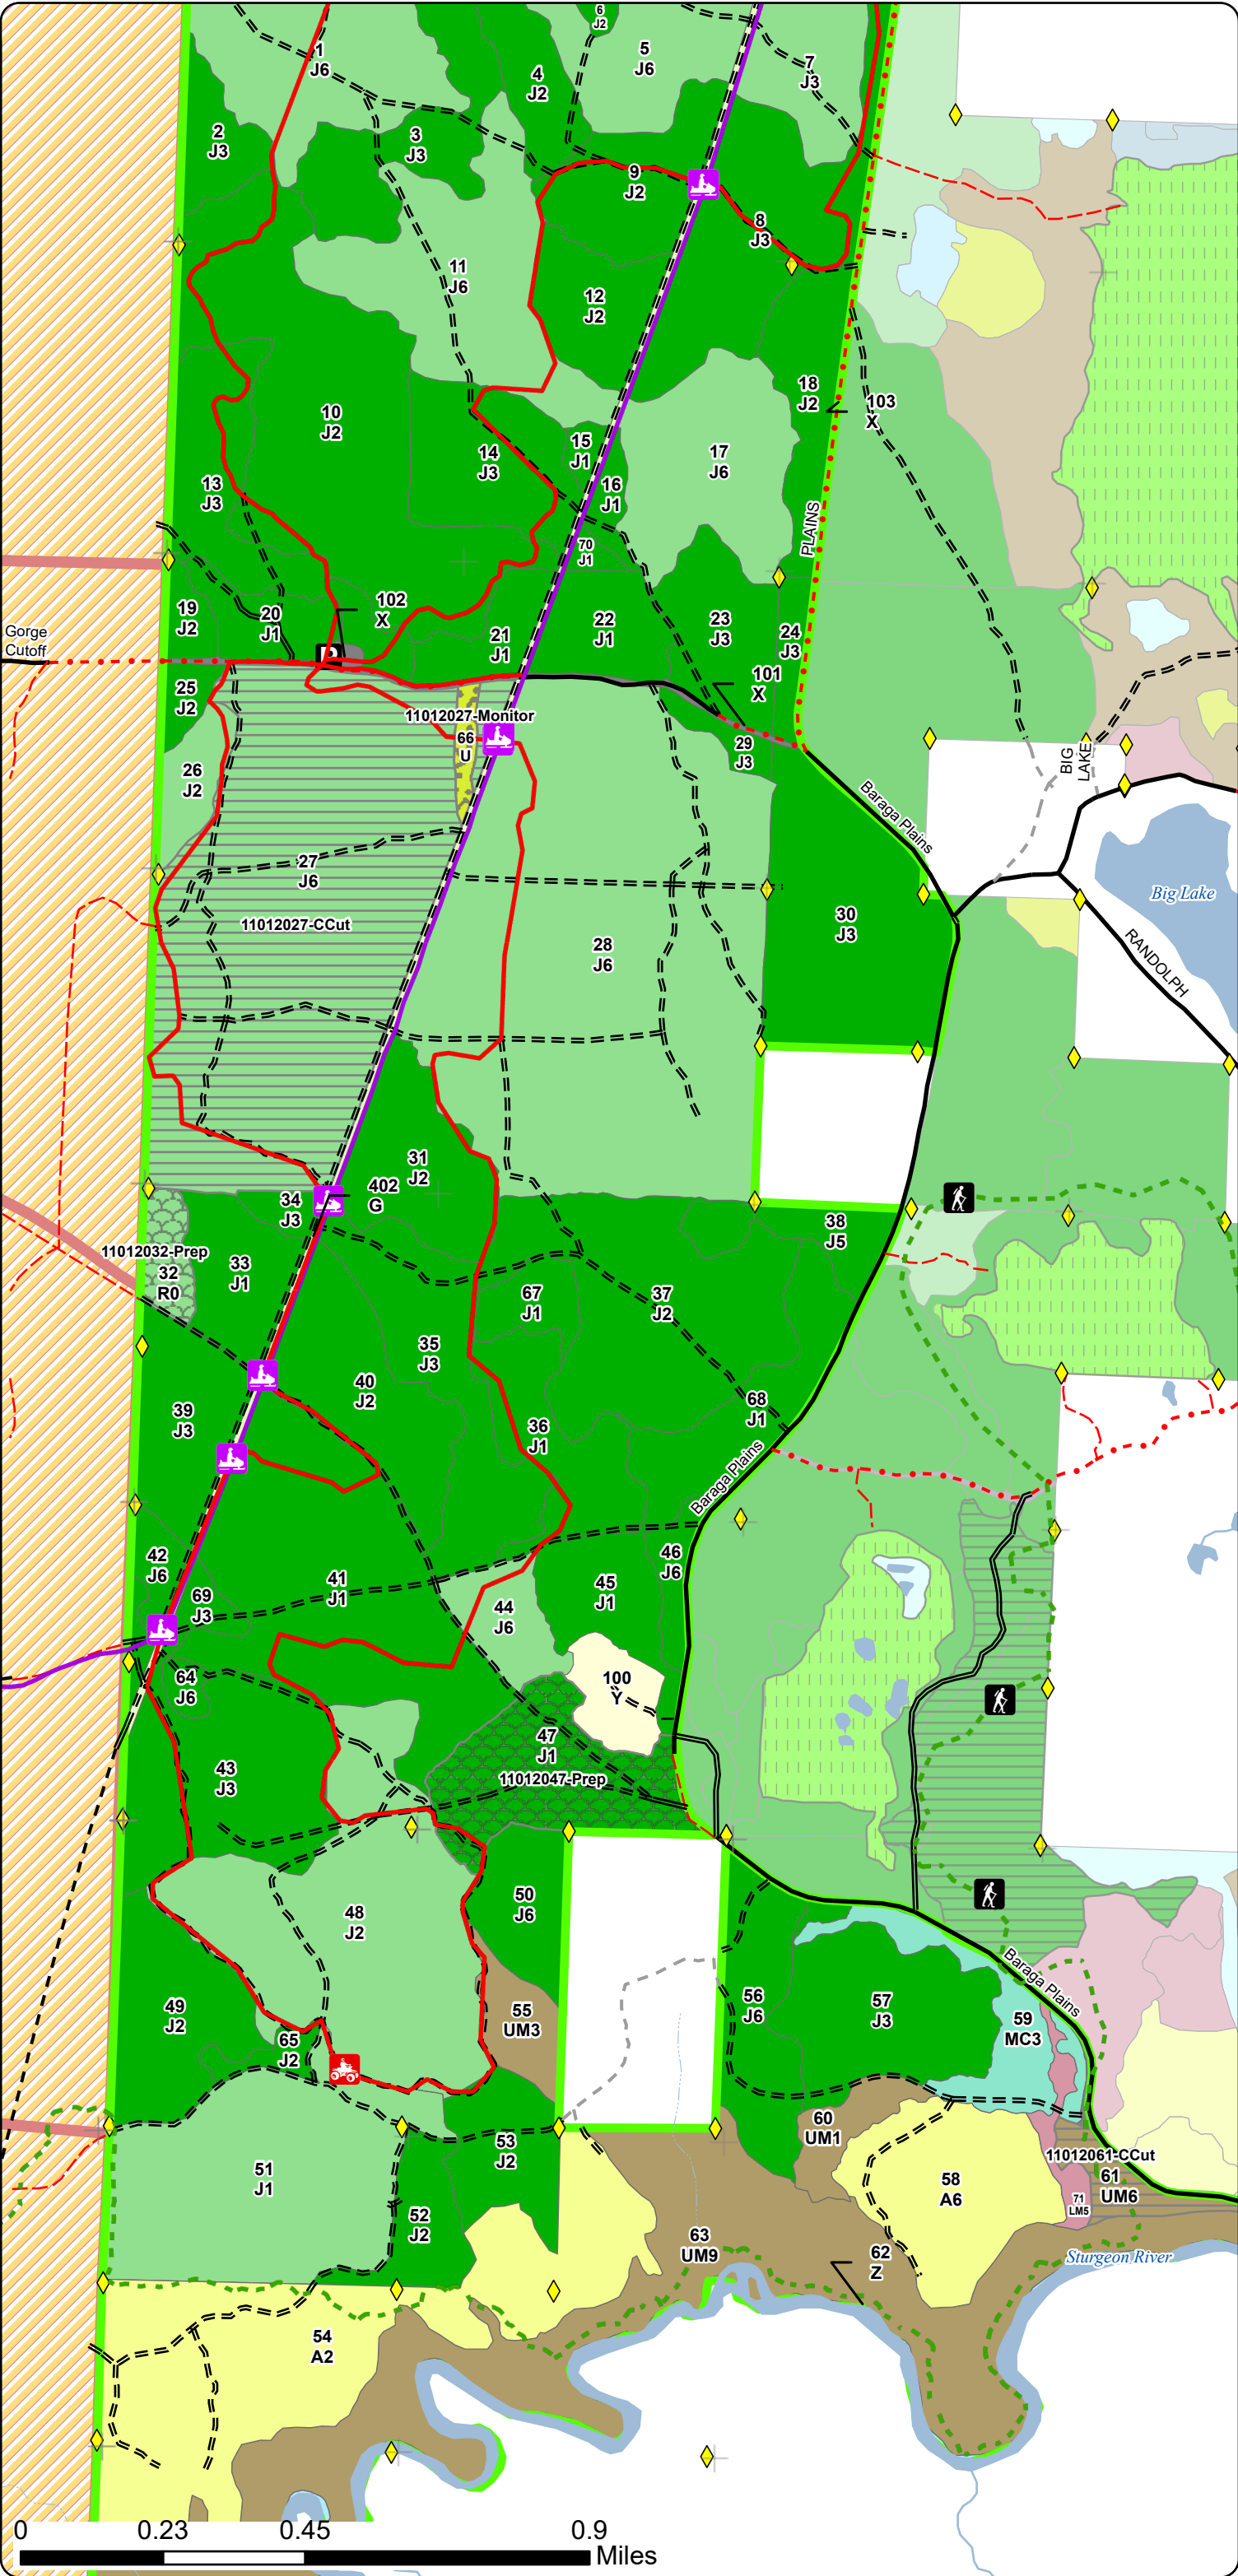 6
J2
1
J6
5
J6
7
J3
4
J2
2
J3
3
J3
9
J2
8
J3
11
J6
12
J2
18
J2
103
X
10
J2
15
J1
14
J3
17
J6
13
J3
16
J1
PLAINS
70
J1
102
X
19
J2
20
J1
22
J1
23
J3
24
J3
21
J1
Gorge
Cutoff
25
J2
101
X
11012027-Monitor
66
U
29
J3
BIG
LAKE
26
J2
Baraga Plains
27
J6
Big Lake
11012027-CCut
30
J3
28
J6
RANDOLPH
31
J2
402
G
34
J3
38
J5
11012032-Prep
32
R0
33
J1
67
J1
37
J2
35
J3
40
J2
39
J3
68
J1
36
J1
Baraga Plains
42
J6
46
J6
41
J1
45
J1
69
J3
44
J6
64
J6
100
Y
47
J1
43
J3
11012047-Prep
50
J6
48
J2
Baraga Plains
56
J6
57
J3
49
J2
55
UM3
59
MC3
65
J2
60
UM1
53
J2
11012061-CCut
51
J1
58
A6
61
UM6
71
LM5
52
J2
63
UM9
62
Z
Sturgeon River
54
A2
0 0.23 0.45 0.9
Miles